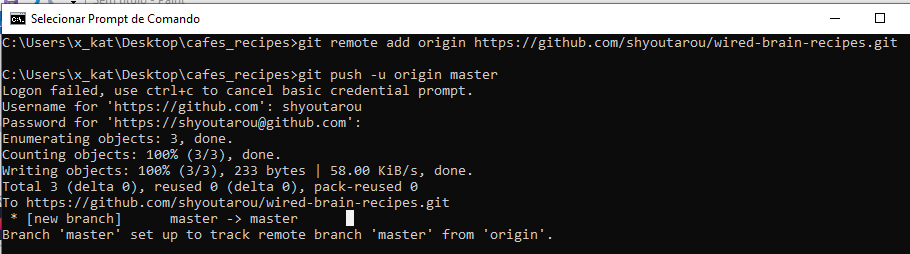 Selecionar Prompt de Comando
C:\Users\x_kat\Desktop\cafes_recipes>git remote add origin https://github.com/shyoutarou/wired-brain-recipes.git
C:\Users\x_kat\Desktop\cafes_recipes>git push -u origin master
Logon failed, use ctrl+c to cancel basic credential prompt.
Username for 'https://github.com': shyoutarou
Password for 'https://shyoutarou@github.com':
Enumerating objects: 3, done.
Counting objects: 100% (3/3), done.
Writing objects: 100% (3/3), 233 bytes | 58.00 KiB/s, done.
Total 3 (delta 0), reused 0 (delta 0), pack-reused 0
To https://github.com/shyoutarou/wired-brain-recipes.git
 * [new branch]      master -> master
Branch 'master' set up to track remote branch 'master' from 'origin'.